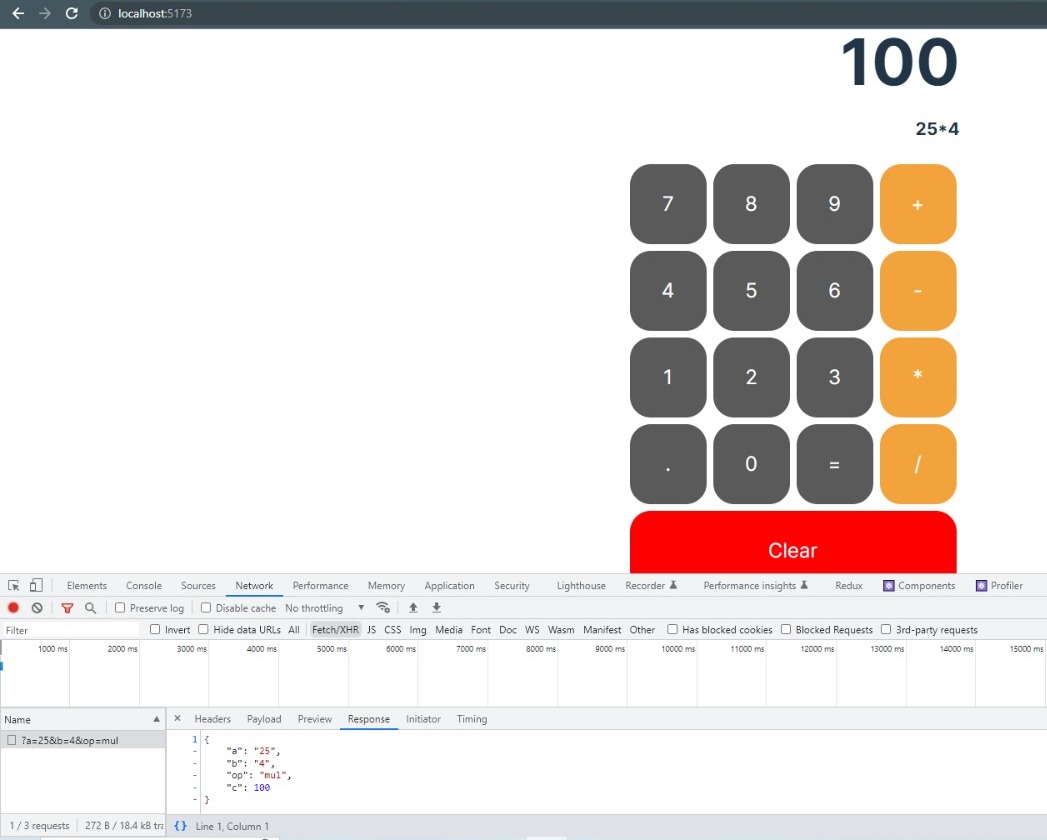 localhost:5173
100
25*4
7 8 9 +
4 5 6 -
1 2 3 *
. 0 = /
Clear
Elements Console Sources Network Performance Memory Application Security Lighthouse Recorder Performance insights Redux Components Profiler
Preserve log Disable cache No throttling
Filter Invert Hide data URLs All Fetch/XHR JS CSS Img Media Font Doc WS Wasm Manifest Other Has blocked cookies Blocked Requests 3rd-party requests
1000 ms 2000 ms 3000 ms 4000 ms 5000 ms 6000 ms 7000 ms 8000 ms 9000 ms 10000 ms 11000 ms 12000 ms 13000 ms 14000 ms 15000 ms
Name × Headers Payload Preview Response Initiator Timing
?a=25&b=4&op=mul
1 {
- "a": "25",
- "b": "4",
- "op": "mul",
- "c": 100
- }
1 / 3 requests 272 B / 18.4 kB tra {} Line 1, Column 1